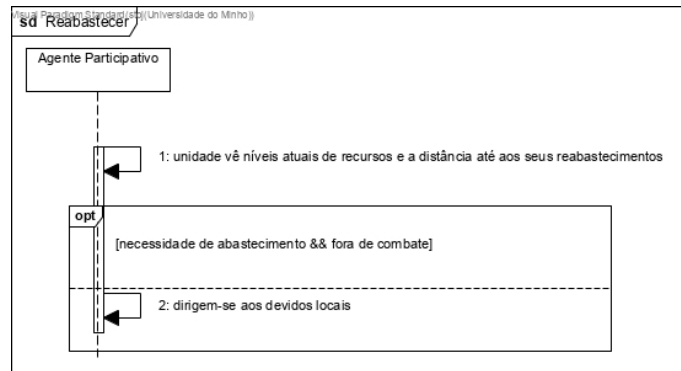 Visual Paradigm Standard(stc)(Universidade do Minho))
sd Reabastecer
Agente Participativo
1: unidade vê níveis atuais de recursos e a distância até aos seus reabastecimentos
opt
[necessidade de abastecimento && fora de combate]
2: dirigem-se aos devidos locais